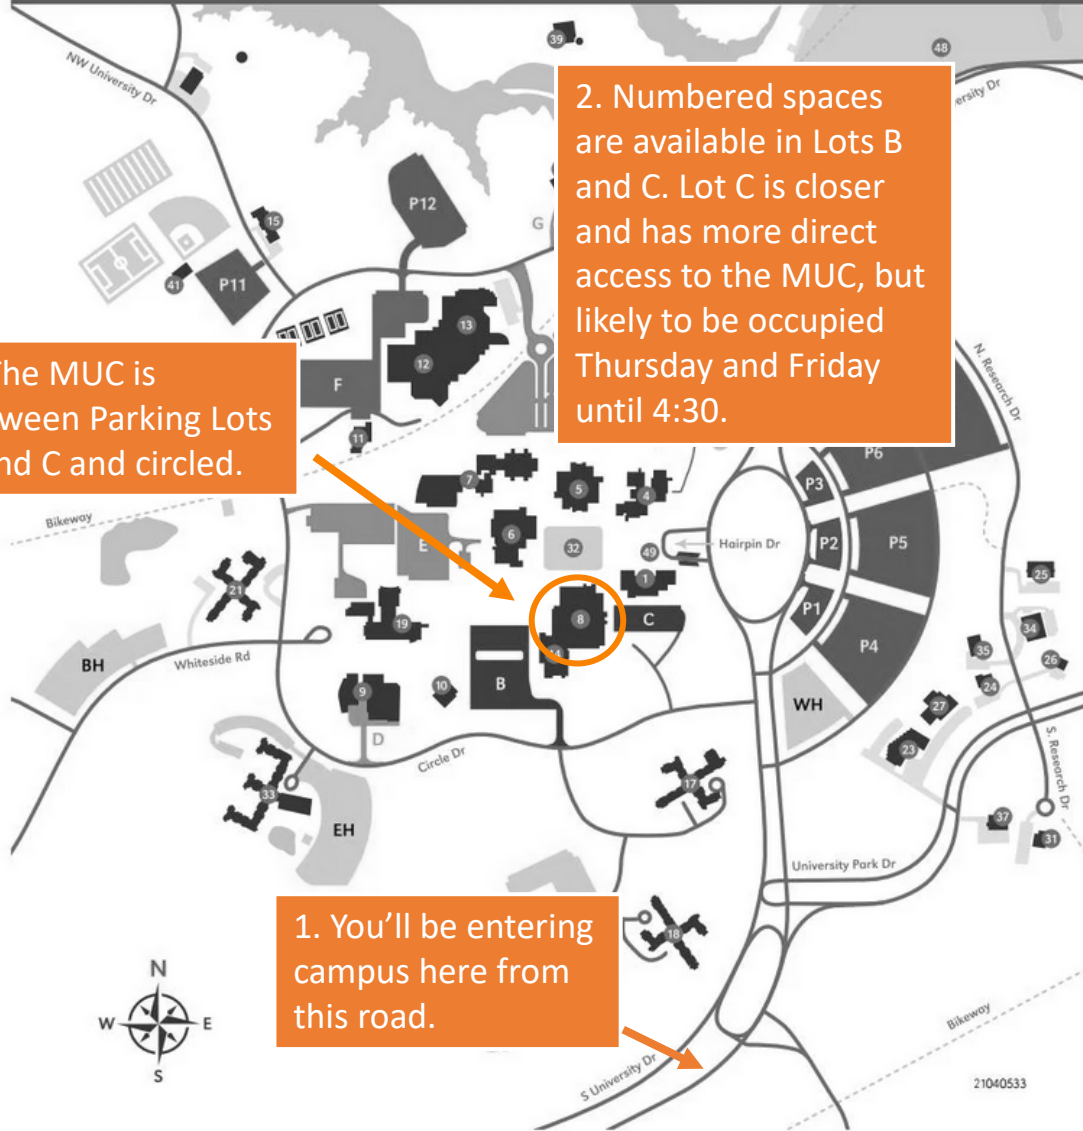 39
48
NW University Dr
ersity Dr
2. Numbered spaces
are available in Lots B
and C. Lot C is closer
and has more direct
access to the MUC, but
likely to be occupied
Thursday and Friday
until 4:30.
P12
G
15
41
P11
13
12
F
N. Research Dr
he MUC is
ween Parking Lots
nd C and circled.
11
P6
7
5
4
P3
Bikeway
6
E
32
49
Hairpin Dr
P2
P5
1
25
21
8
C
P1
19
34
14
P4
35
26
BH
Whiteside Rd
B
10
9
24
WH
27
D
Circle Dr
23
S. Research Dr
33
17
EH
37
31
University Park Dr
1. You’ll be entering
campus here from
this road.
18
N
W
E
S
Bikeway
S University Dr
21040533